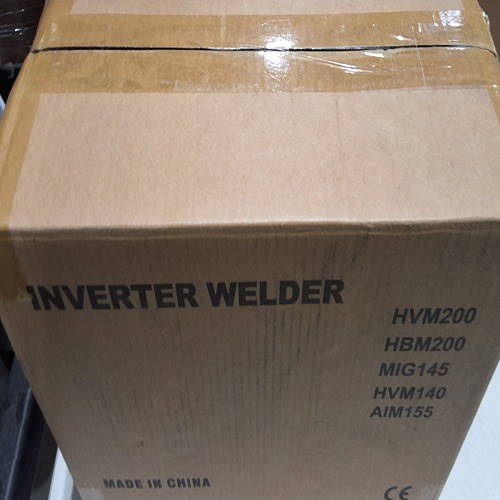 INVERTER WELDER
HVM200
HBM200
MIG145
HVM140
AIM155
MADE IN CHINA
CE